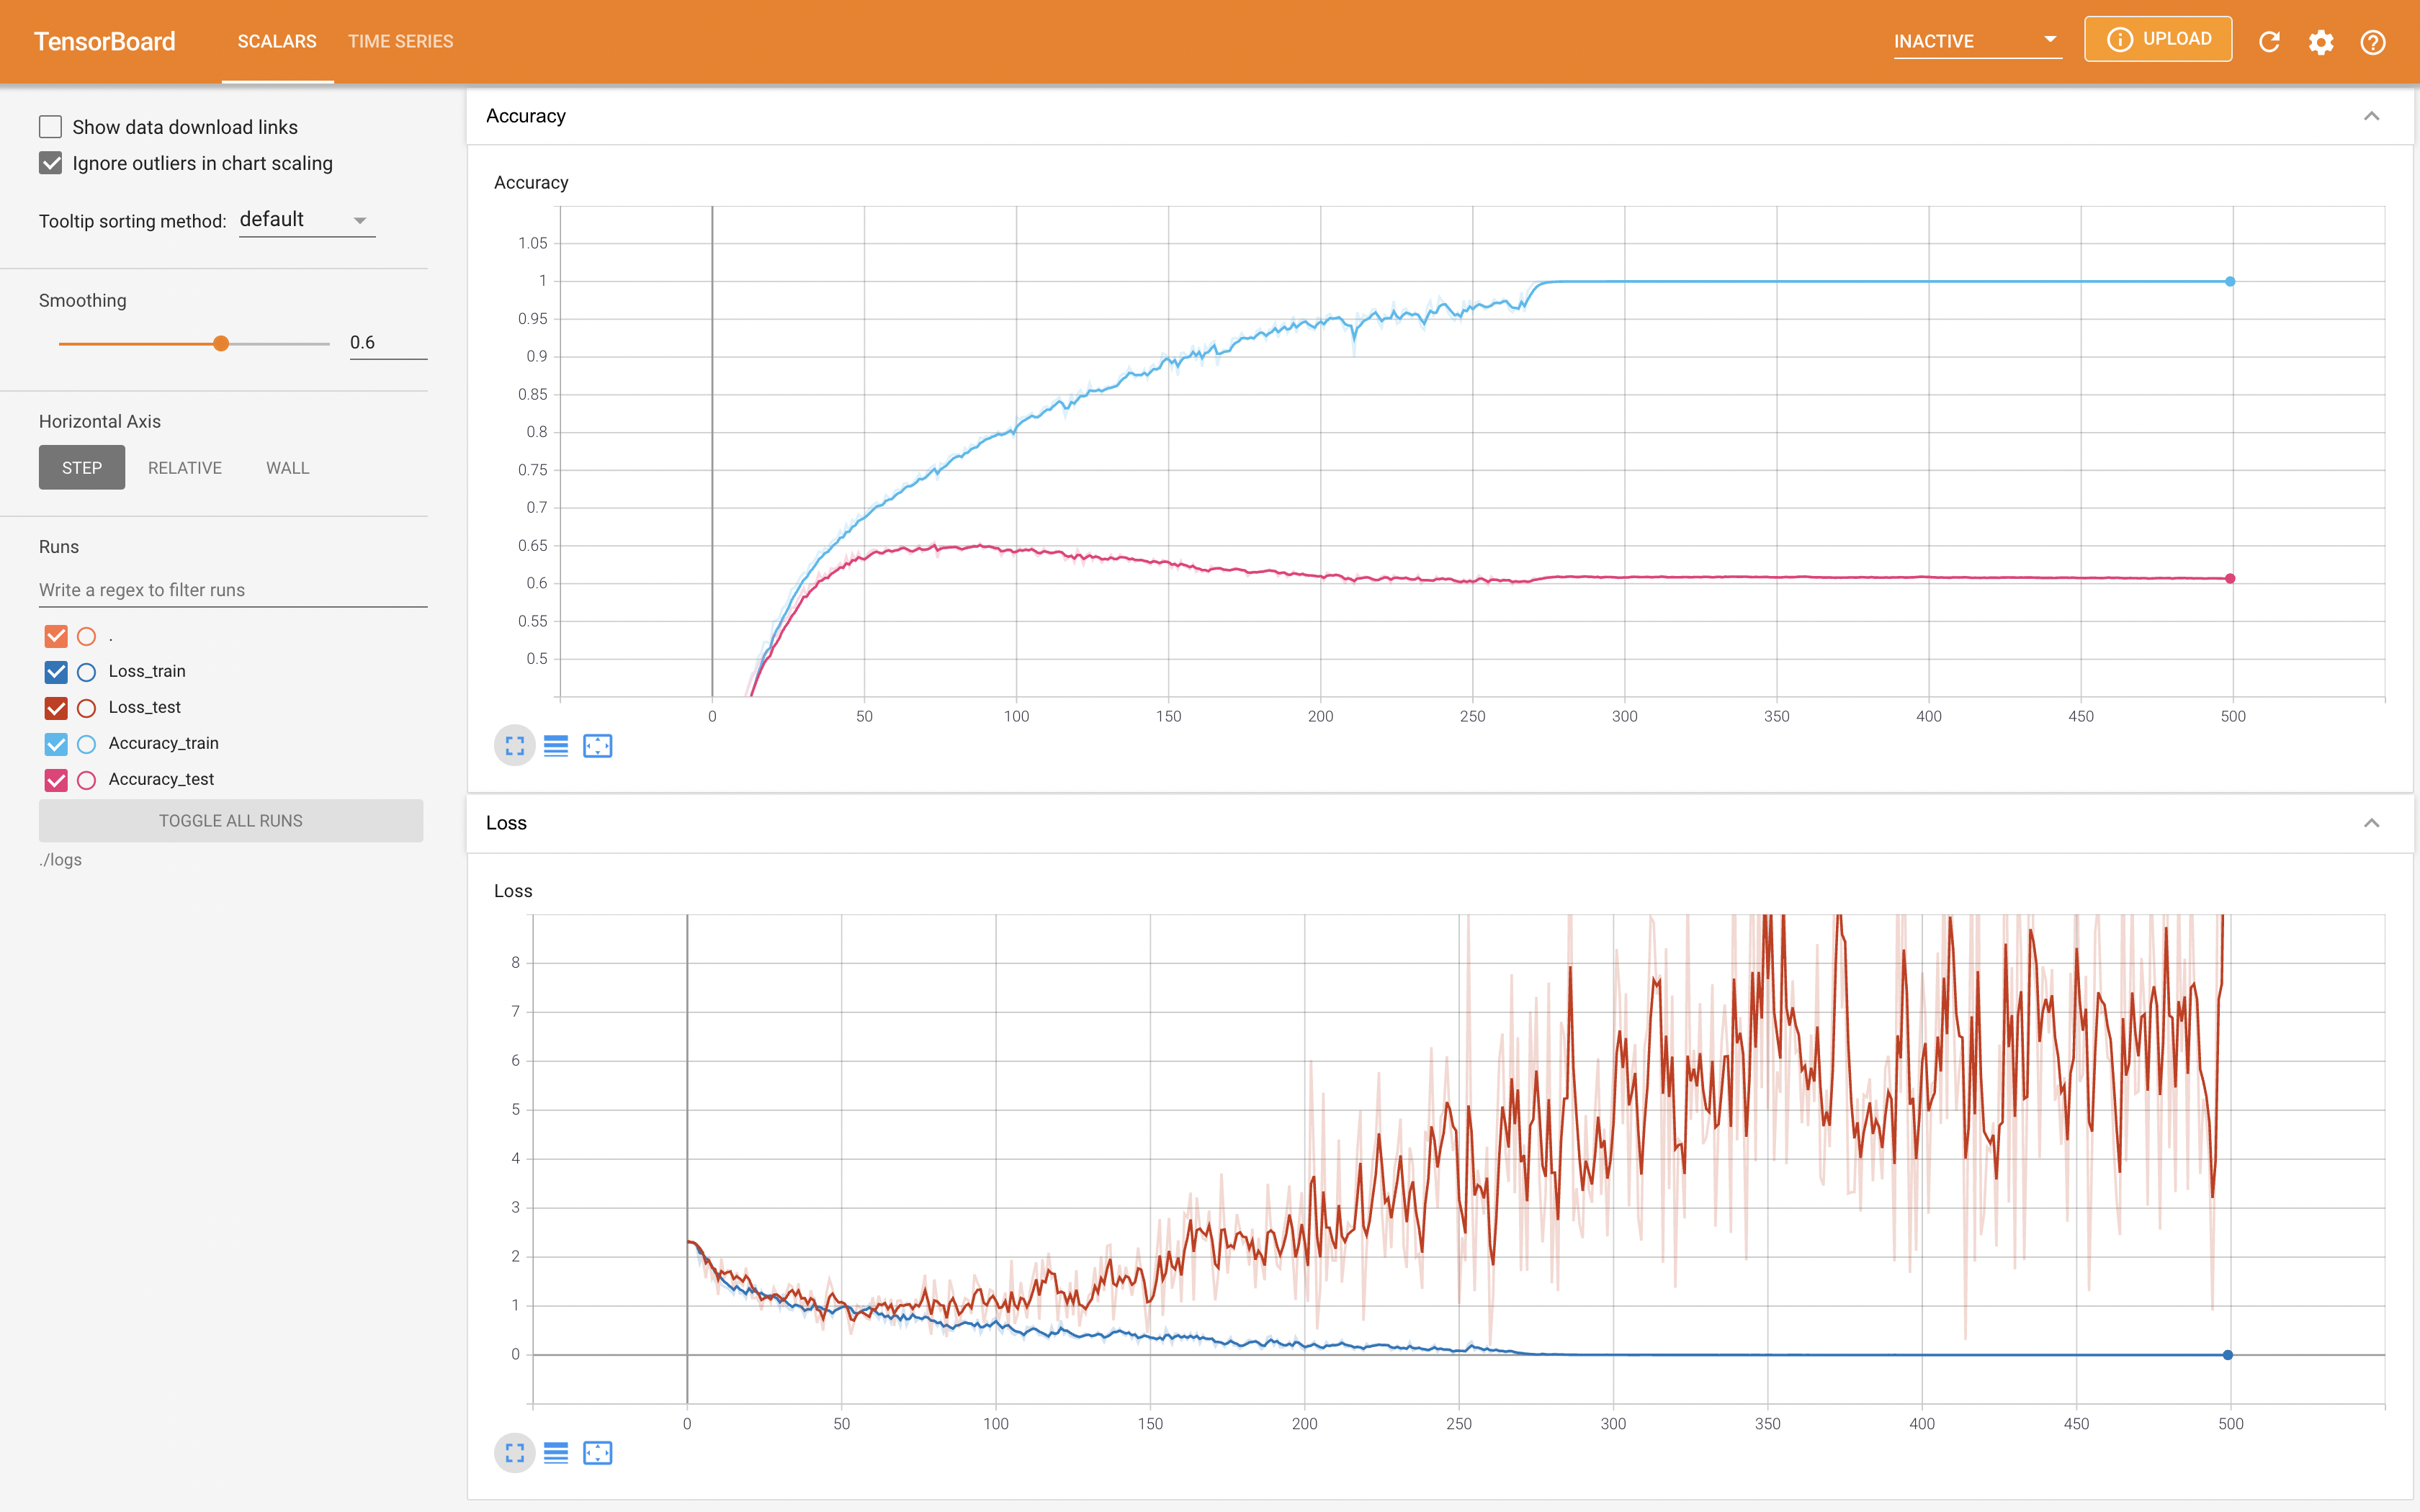 TensorBoard SCALARS TIME SERIES INACTIVE UPLOAD
Show data download links
Ignore outliers in chart scaling
Tooltip sorting method: default
Smoothing
0.6
Horizontal Axis
STEP RELATIVE WALL
Runs
Write a regex to filter runs
.
Loss_train
Loss_test
Accuracy_train
Accuracy_test
TOGGLE ALL RUNS
./logs
Accuracy
Accuracy
1.05
1
0.95
0.9
0.85
0.8
0.75
0.7
0.65
0.6
0.55
0.5
0 50 100 150 200 250 300 350 400 450 500
Loss
Loss
8
7
6
5
4
3
2
1
0
0 50 100 150 200 250 300 350 400 450 500